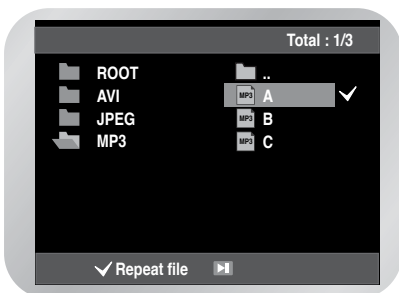 Total : 1/3
ROOT ..
AVI MP3 A
JPEG MP3 B
MP3 MP3 C
Repeat file